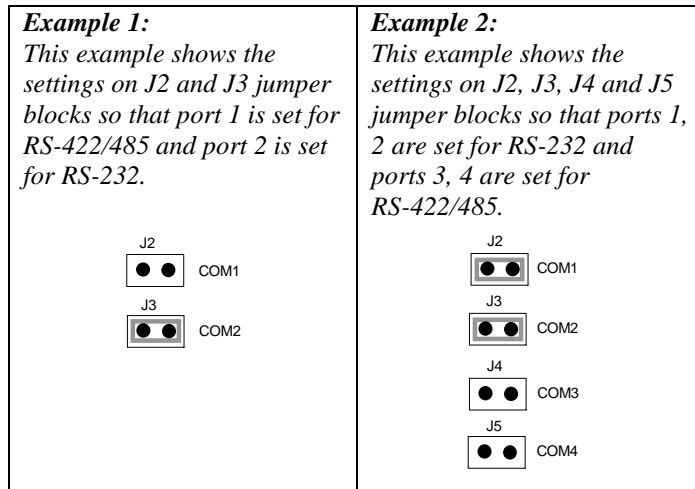 Example 1:
This example shows the
settings on J2 and J3 jumper
blocks so that port 1 is set for
RS-422/485 and port 2 is set
for RS-232.
J2
COM1
J3
COM2
Example 2:
This example shows the
settings on J2, J3, J4 and J5
jumper blocks so that ports 1,
2 are set for RS-232 and
ports 3, 4 are set for
RS-422/485.
J2
COM1
J3
COM2
J4
COM3
J5
COM4